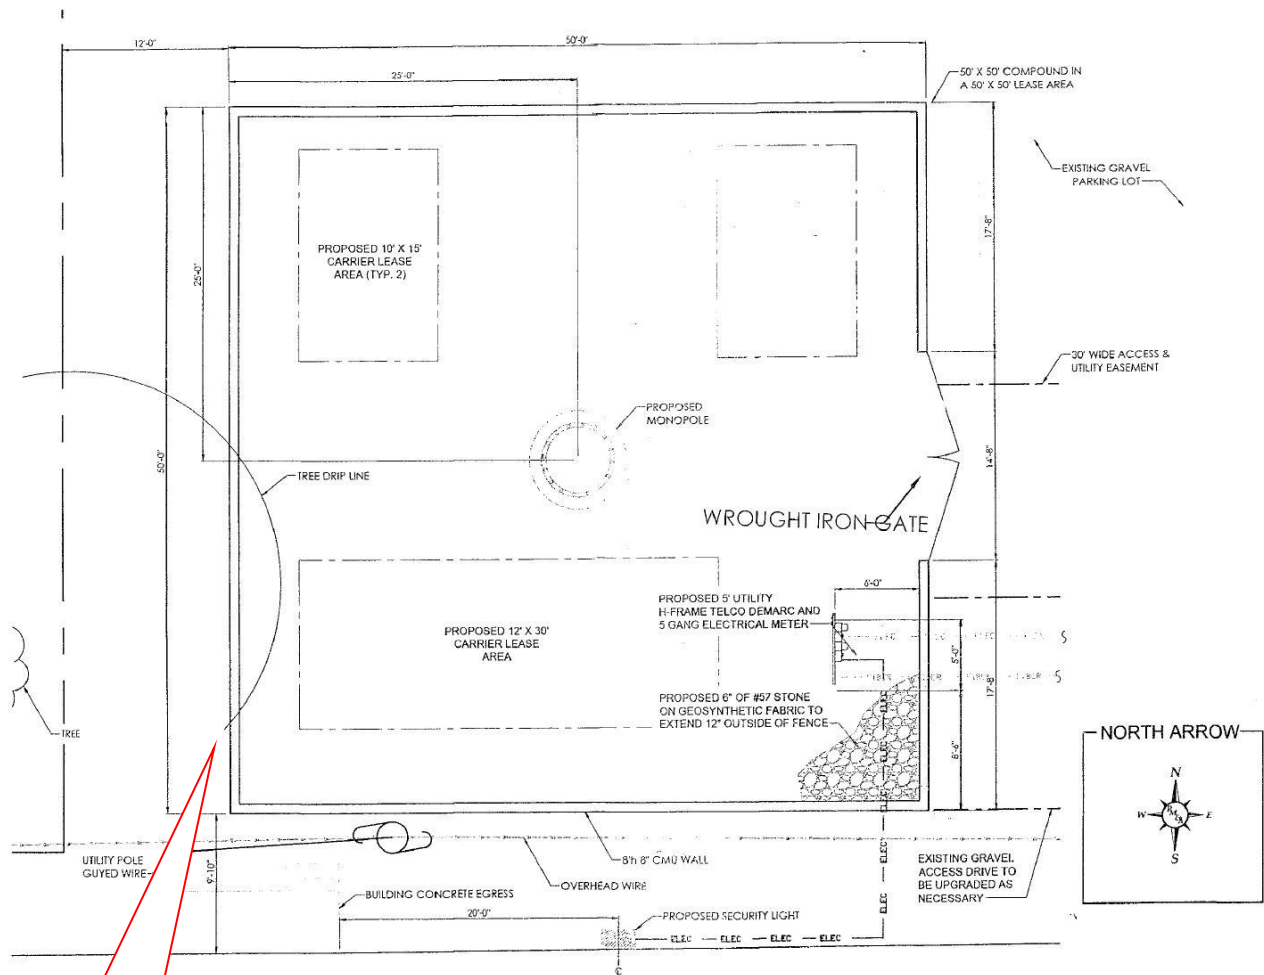 12'-0"
50'-0"
25'-0"
50' X 50' COMPOUND IN
A 50' X 50' LEASE AREA
EXISTING GRAVEL
PARKING LOT
17'-8"
PROPOSED 10' X 15'
CARRIER LEASE
AREA (TYP. 2)
25'-0"
30' WIDE ACCESS &
UTILITY EASEMENT
PROPOSED
MONOPOLE
50'-0"
14'-8"
TREE DRIP LINE
WROUGHT IRON GATE
6'-0"
PROPOSED 5' UTILITY
H-FRAME TELCO DEMARC AND
5 GANG ELECTRICAL METER
PROPOSED 12' X 30'
CARRIER LEASE
AREA
5'-0"
17'-8"
PROPOSED 6" OF #57 STONE
ON GEOSYNTHETIC FABRIC TO
EXTEND 12" OUTSIDE OF FENCE
ELEC
8'-6"
TREE
NORTH ARROW
N
W
E
S
ELEC
UTILITY POLE
GUYED WIRE
9'-10"
8'h 8" CMU WALL
OVERHEAD WIRE
ELEC
EXISTING GRAVEL
ACCESS DRIVE TO
BE UPGRADED AS
NECESSARY
BUILDING CONCRETE EGRESS
ELEC
20'-0"
PROPOSED SECURITY LIGHT
ELEC ELEC ELEC ELEC